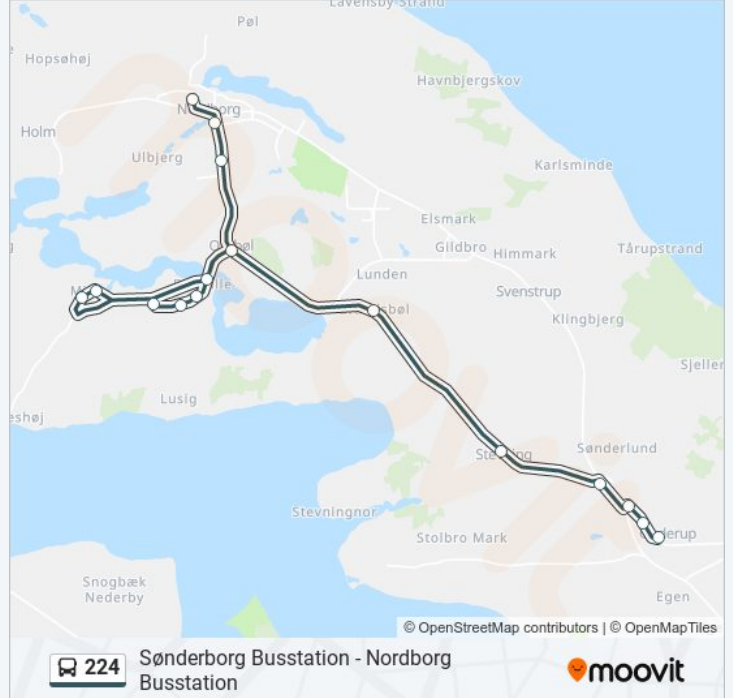 Lavensby Strand
Pøl
Hopsøhøj
Havnbjergskov
Holm
Ulbjerg
Karlsminde
Elsmark
Gildbro
Himmark
Tårupstrand
Lunden
Svenstrup
Klingbjerg
Sjeller
Lusig
eshøj
Sønderlund
Stevningnor
Stolbro Mark
Snogbæk
Nederby
Egen
© OpenStreetMap contributors | © OpenMapTiles
224
Sønderborg Busstation - Nordborg
Busstation
moovit